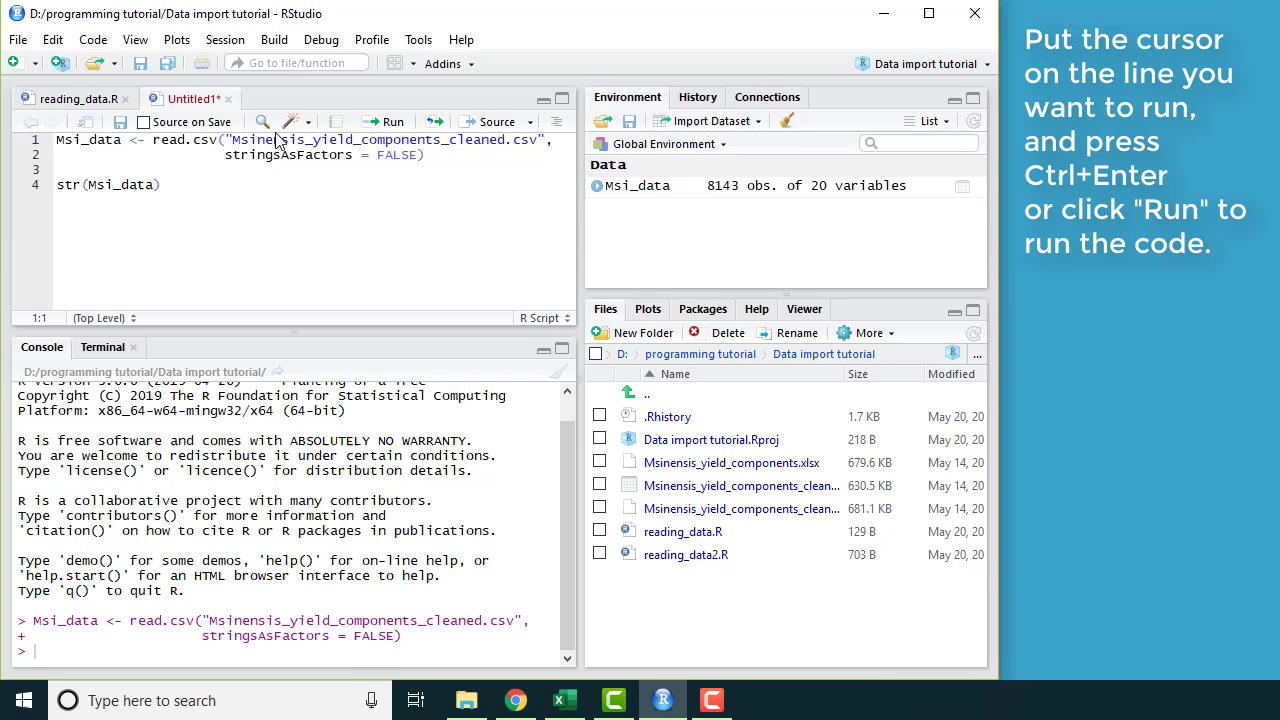 D:/programming tutorial/Data import tutorial - RStudio
File Edit Code View Plots Session Build Debug Profile Tools Help
Go to file/function Addins Data import tutorial
reading_data.R Untitled1*
Source on Save Run Source
1 Msi_data <- read.csv("Msinensis_yield_components_cleaned.csv",
2 stringsAsFactors = FALSE)
3
4 str(Msi_data)
1:1 (Top Level) R Script
Console Terminal
D:/programming tutorial/Data import tutorial/
Copyright (C) 2019 The R Foundation for Statistical Computing
Platform: x86_64-w64-mingw32/x64 (64-bit)
R is free software and comes with ABSOLUTELY NO WARRANTY.
You are welcome to redistribute it under certain conditions.
Type 'license()' or 'licence()' for distribution details.
R is a collaborative project with many contributors.
Type 'contributors()' for more information and
'citation()' on how to cite R or R packages in publications.
Type 'demo()' for some demos, 'help()' for on-line help, or
'help.start()' for an HTML browser interface to help.
Type 'q()' to quit R.
> Msi_data <- read.csv("Msinensis_yield_components_cleaned.csv",
+ stringsAsFactors = FALSE)
>
Environment History Connections
Import Dataset List
Global Environment
Data
Msi_data 8143 obs. of 20 variables
Files Plots Packages Help Viewer
New Folder Delete Rename More
D: programming tutorial Data import tutorial ...
Name Size Modified
..
.Rhistory 1.7 KB May 20, 20
Data import tutorial.Rproj 218 B May 20, 20
Msinensis_yield_components.xlsx 679.6 KB May 14, 20
Msinensis_yield_components_clean... 630.5 KB May 14, 20
Msinensis_yield_components_clean... 681.1 KB May 14, 20
reading_data.R 129 B May 20, 20
reading_data2.R 703 B May 20, 20
Put the cursor
on the line you
want to run,
and press
Ctrl+Enter
or click "Run" to
run the code.
Type here to search